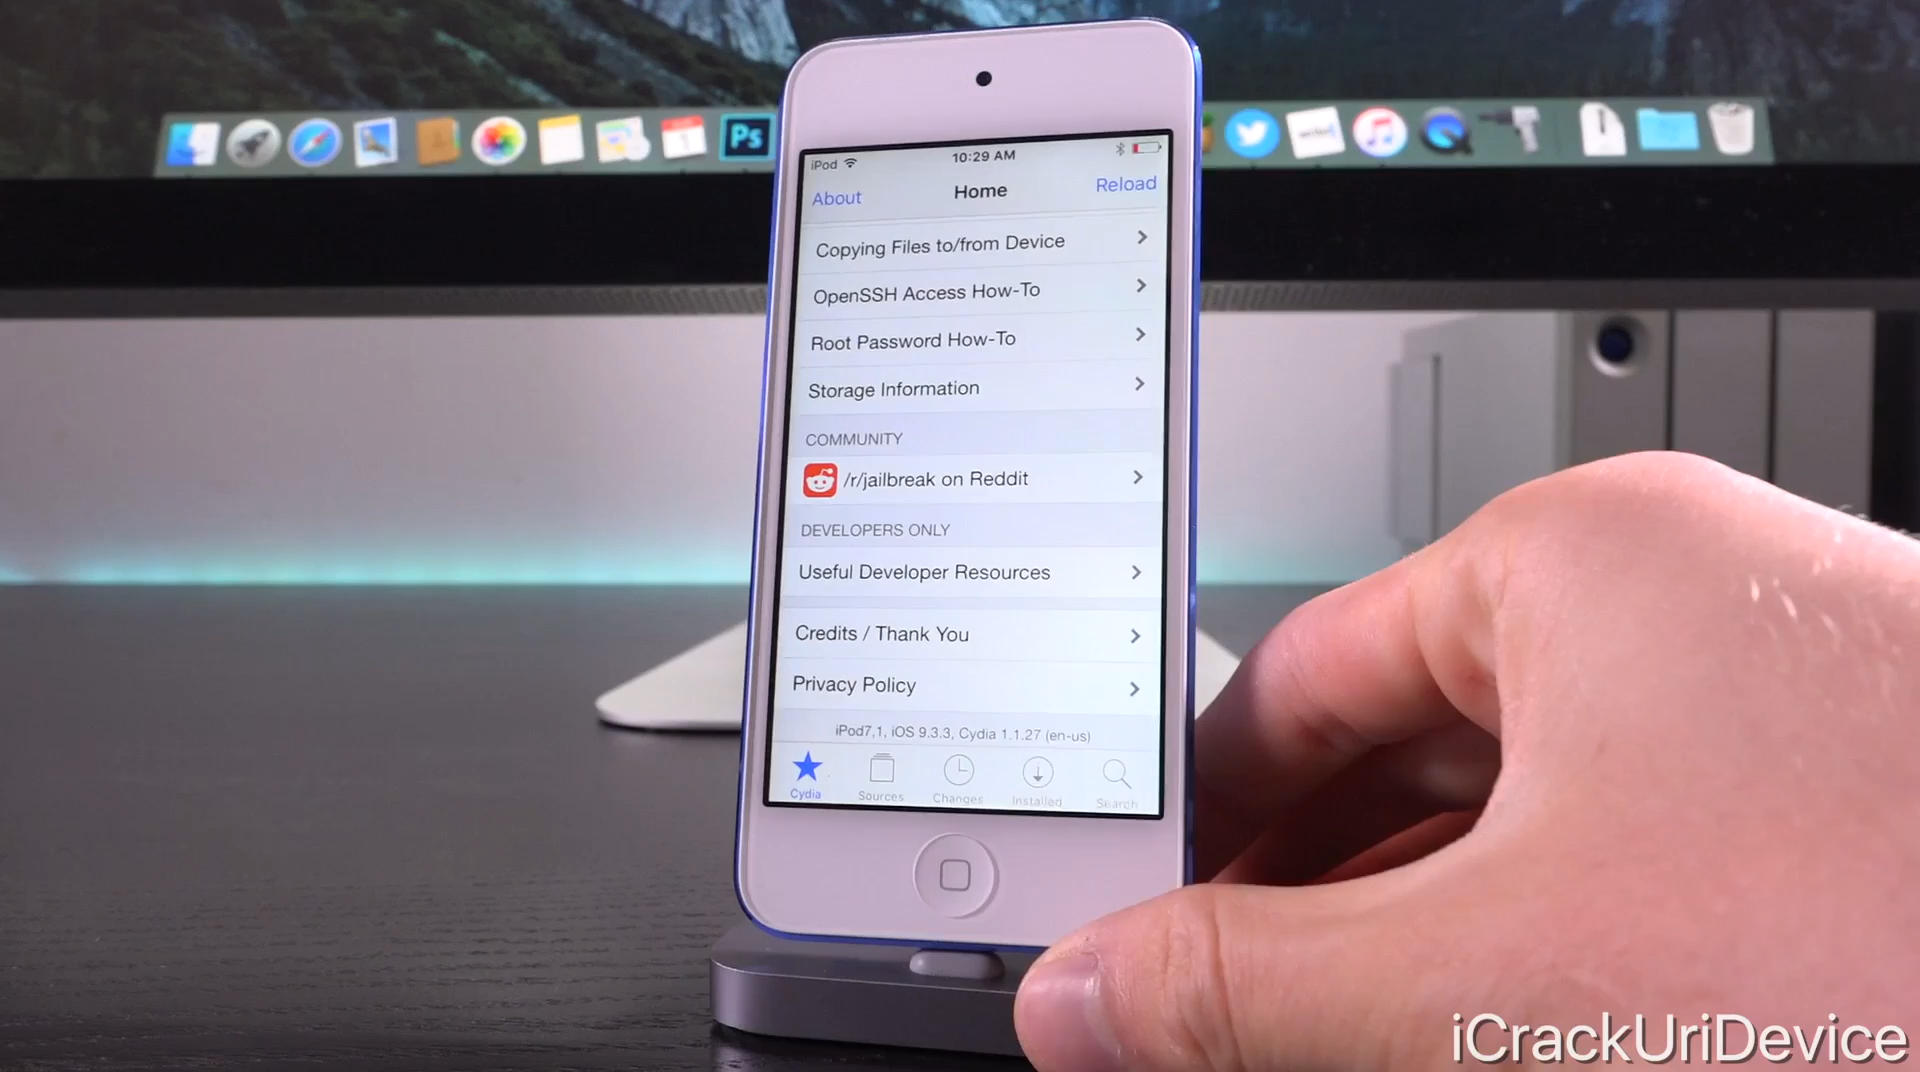 Ps
1
iPod
10:29 AM
About
Home
Reload
Copying Files to/from Device
OpenSSH Access How-To
Root Password How-To
Storage Information
COMMUNITY
/r/jailbreak on Reddit
DEVELOPERS ONLY
Useful Developer Resources
Credits / Thank You
Privacy Policy
iPod7,1, iOS 9.3.3, Cydia 1.1.27 (en-us)
Cydia
Sources
Changes
Installed
Search
iCrackUriDevice